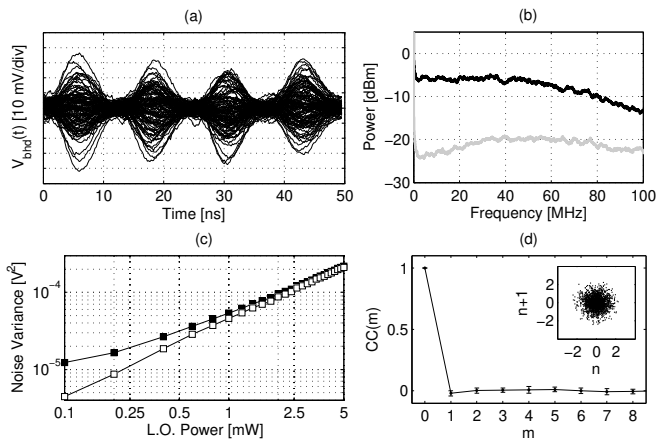 (a)
V_bhd(t) [10 mV/div]
0 10 20 30 40 50
Time [ns]
(b)
Power [dBm]
0
−10
−20
−30
0 20 40 60 80 100
Frequency [MHz]
(c)
Noise Variance [V^2]
10^−4
10^−5
0.1 0.25 0.5 1 2.5 5
L.O. Power [mW]
(d)
CC(m)
1
0.5
0
0 1 2 3 4 5 6 7 8
m
n+1
2
0
−2
−2 0 2
n